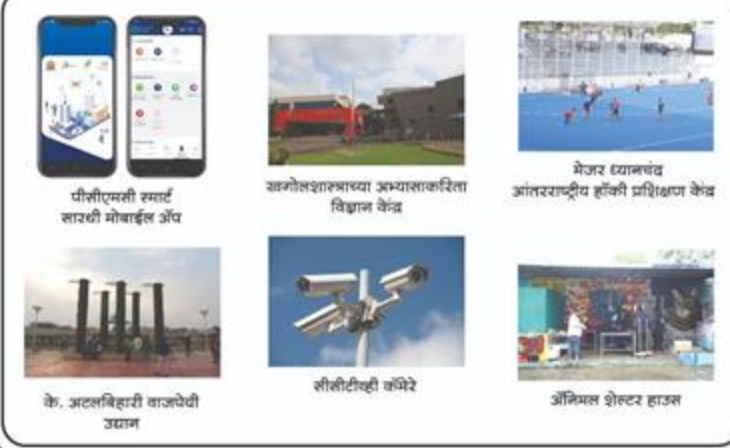 पीसीएमसी स्मार्ट
सारथी मोबाईल ॲप
खगोलशास्त्राच्या अभ्यासाकरिता
विज्ञान केंद्र
मेजर ध्यानचंद
आंतरराष्ट्रीय हॉकी प्रशिक्षण केंद्र
के. अटलबिहारी वाजपेयी
उद्यान
सीसीटीव्ही कॅमेरे
ॲनिमल शेल्टर हाउस